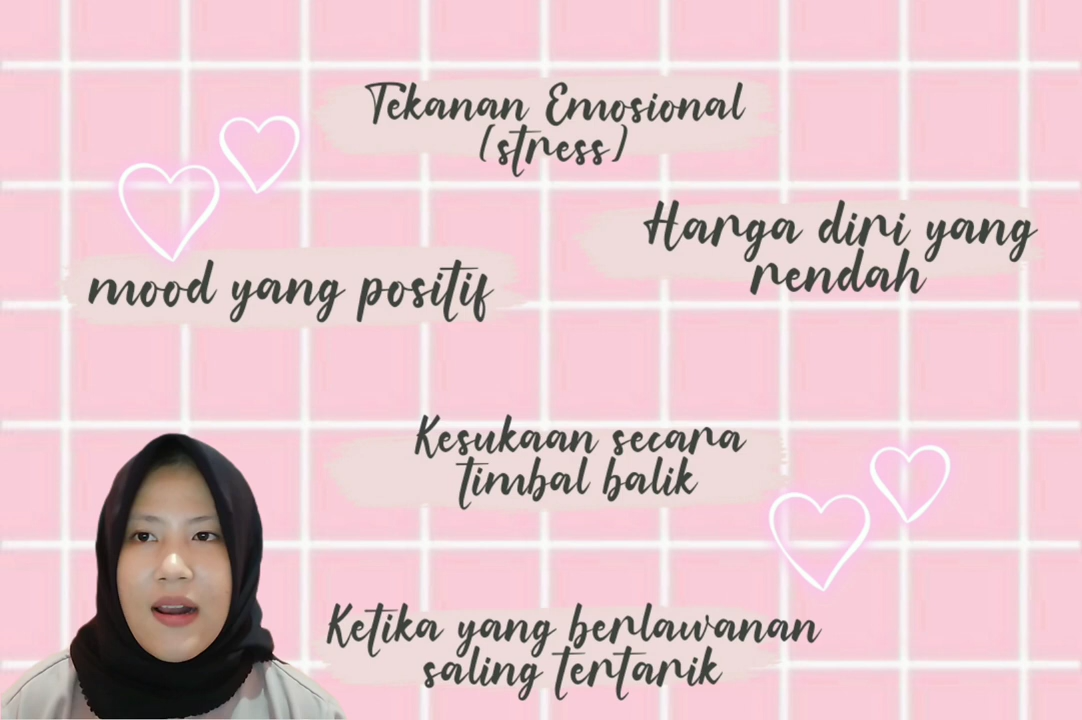 Tekanan Emosional
(stress)
Harga diri yang
rendah
mood yang positif
Kesukaan secara
timbal balik
Ketika yang berlawanan
saling tertarik